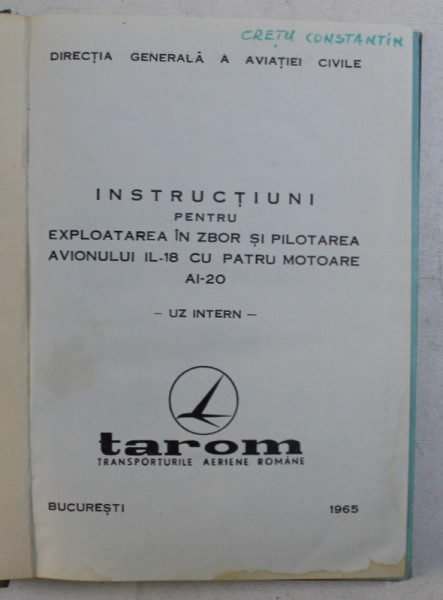 CREȚU CONSTANTIN
DIRECȚIA GENERALĂ A AVIAȚIEI CIVILE
INSTRUCȚIUNI
PENTRU
EXPLOATAREA ÎN ZBOR ȘI PILOTAREA
AVIONULUI IL-18 CU PATRU MOTOARE
AI-20
– UZ INTERN –
tarom
TRANSPORTURILE AERIENE ROMÂNE
BUCUREȘTI 1965